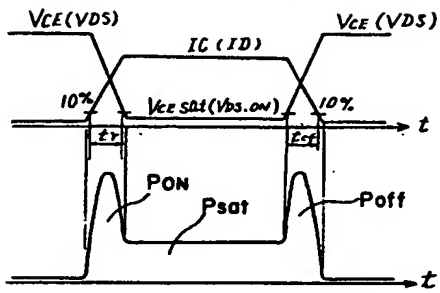 VCE(VDS)
IC(ID)
VCE(VDS)
10%
VCE sat(VDS.ON)
10%
t
tr
tf
PON
Psat
Poff
t